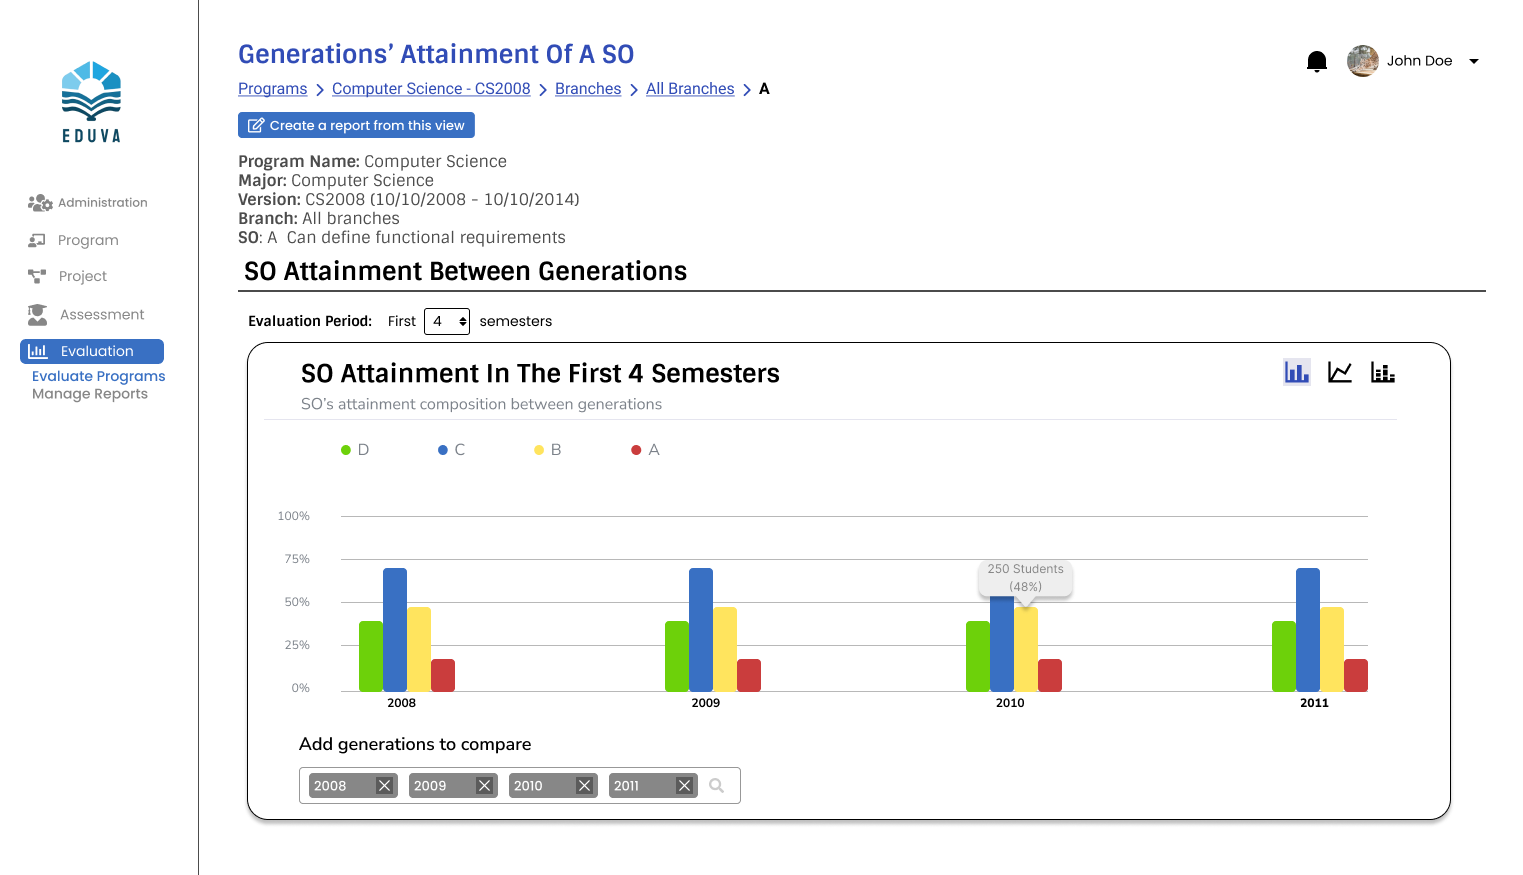 EDUVA
Administration
Program
Project
Assessment
Evaluation
Evaluate Programs
Manage Reports
Generations’ Attainment Of A SO
John Doe
Programs > Computer Science - CS2008 > Branches > All Branches > A
Create a report from this view
Program Name: Computer Science
Major: Computer Science
Version: CS2008 (10/10/2008 - 10/10/2014)
Branch: All branches
SO: A  Can define functional requirements
SO Attainment Between Generations
Evaluation Period: First 4 semesters
SO Attainment In The First 4 Semesters
SO’s attainment composition between generations
D C B A
100%
75%
250 Students
(48%)
50%
25%
0%
2008 2009 2010 2011
Add generations to compare
2008 2009 2010 2011